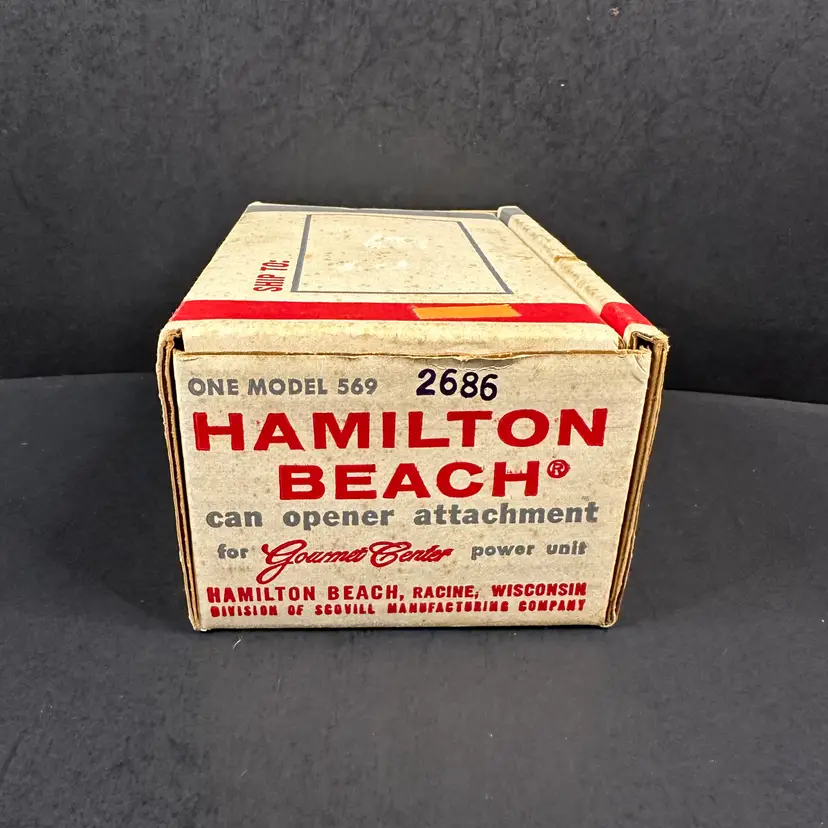 SHIP TO:
ONE MODEL 569 2686
HAMILTON
BEACH®
can opener attachment
for Gourmet Center power unit
HAMILTON BEACH, RACINE, WISCONSIN
DIVISION OF SCOVILL MANUFACTURING COMPANY